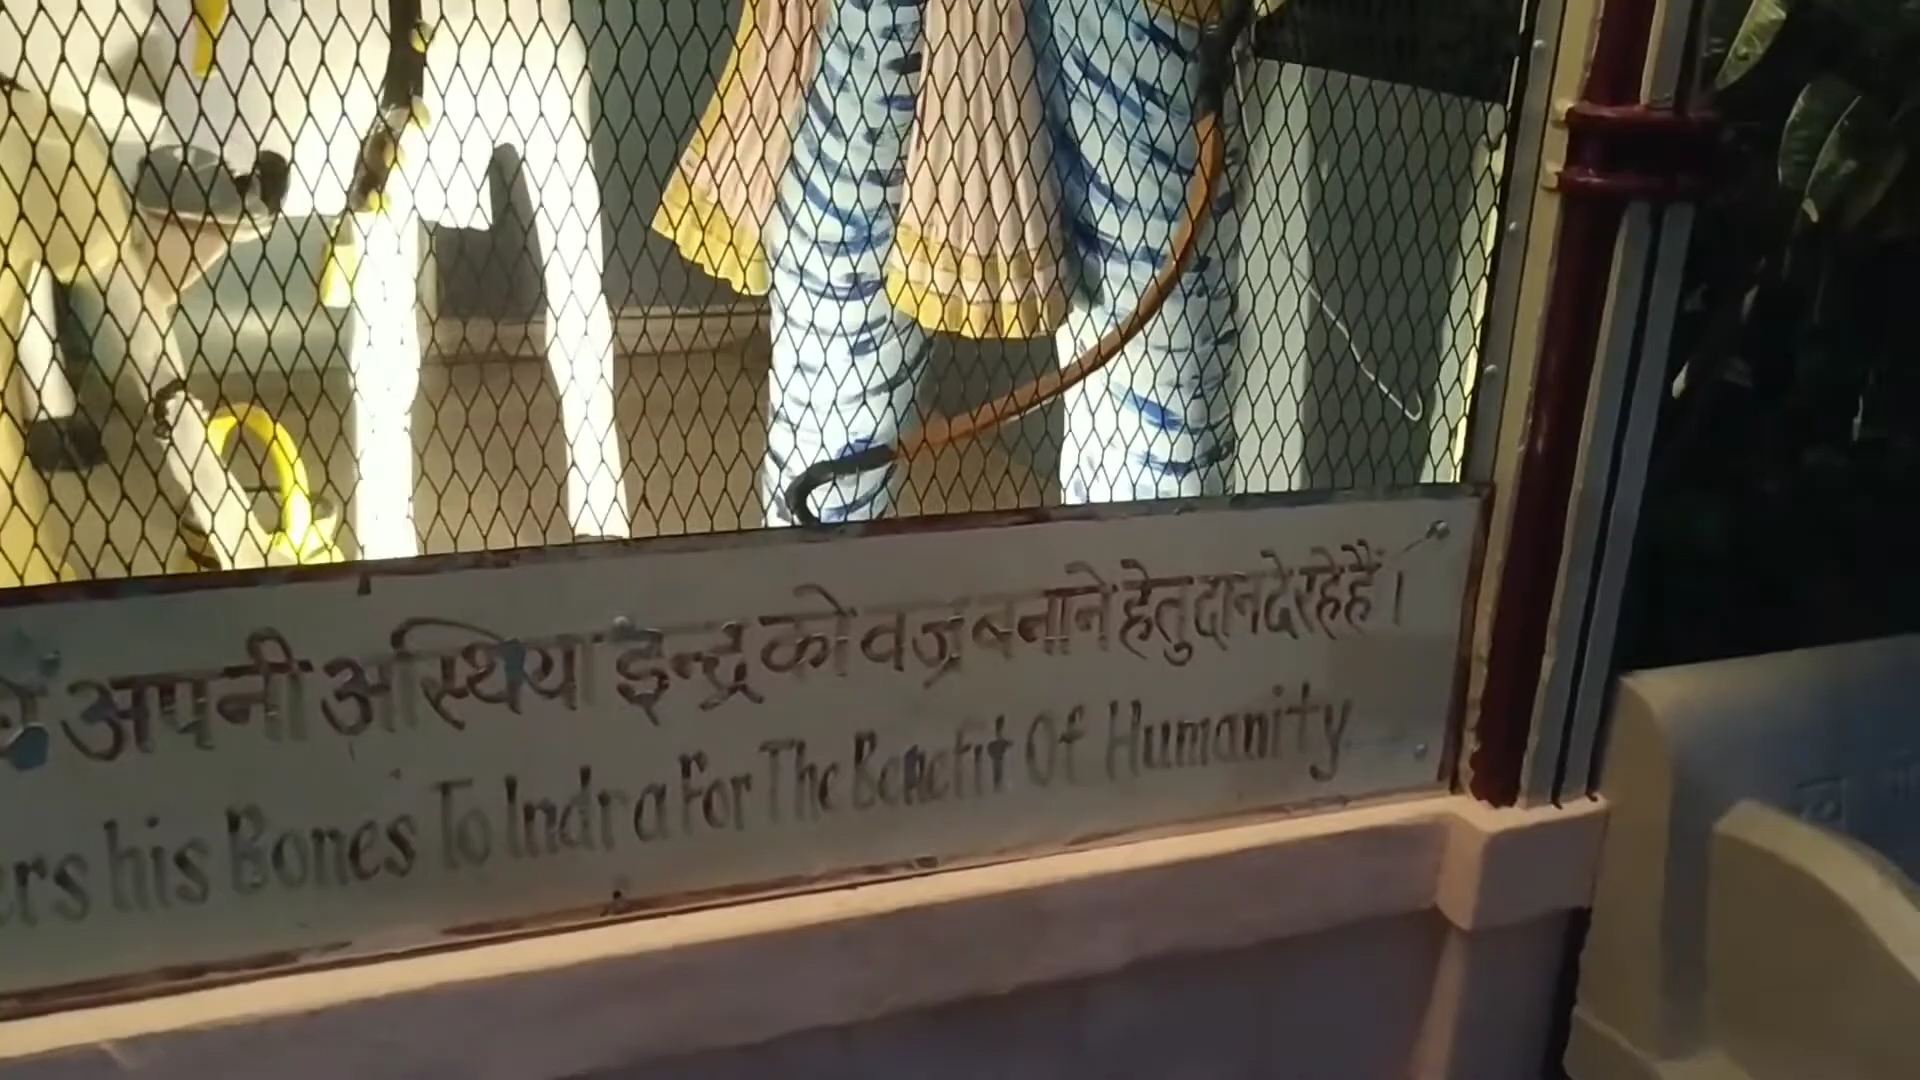 अपनी अस्थियां इन्द्र को वज्र बनाने हेतु दान दे रहे हैं।
his Bones To Indra For The Benefit Of Humanity